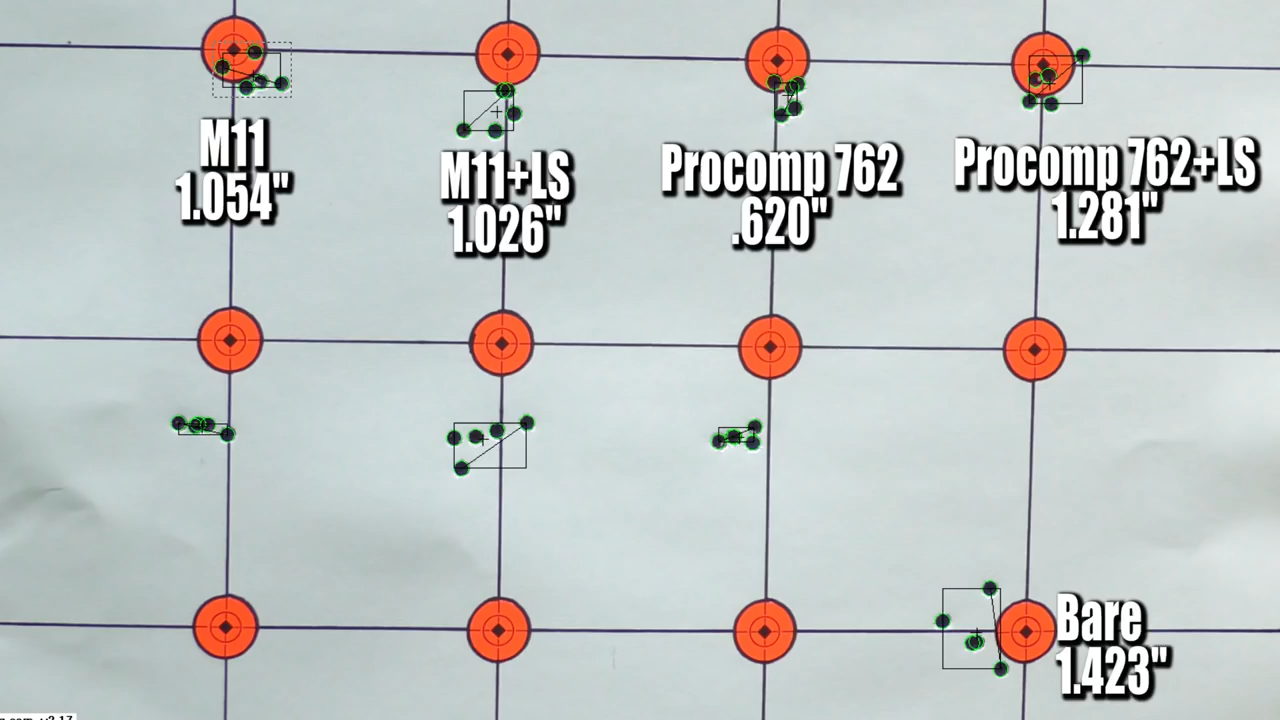 M11
1.054"
M11+LS
1.026"
Procomp 762
.620"
Procomp 762+LS
1.281"
Bare
1.423"